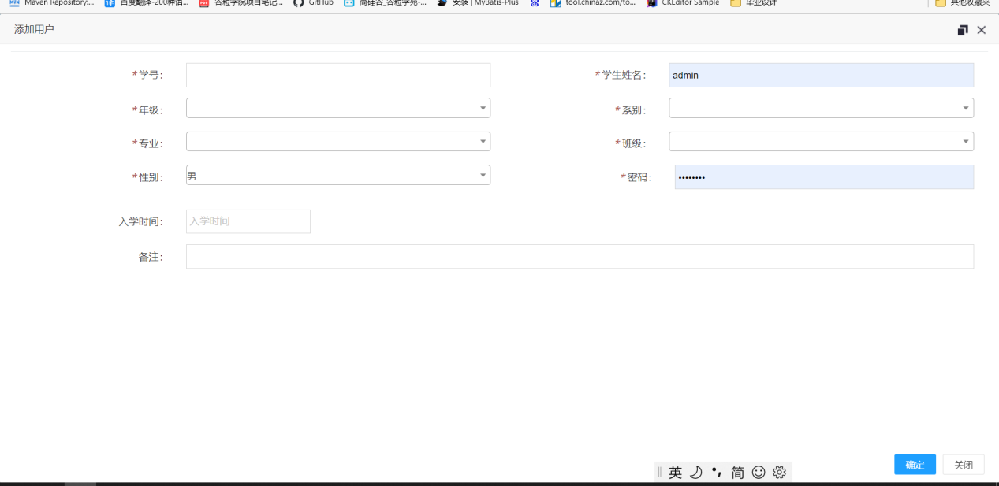 Maven Repository:... 百度翻译-200种语... 谷粒学院项目笔记... GitHub 尚硅谷_谷粒学苑-... 安装 | MyBatis-Plus tool.chinaz.com/to... CKEditor Sample 毕业设计 其他收藏夹
添加用户
*学号:
*学生姓名: admin
*年级:
*系别:
*专业:
*班级:
*性别: 男
*密码: ••••••••
入学时间: 入学时间
备注:
确定 关闭
英 简